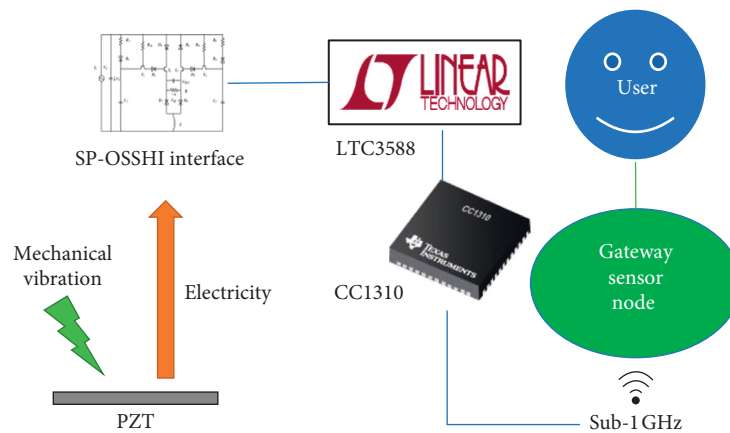 SP-OSSHI interface
Mechanical
vibration
Electricity
PZT
LINEAR
TECHNOLOGY
LTC3588
CC1310
TEXAS
INSTRUMENTS
CC1310
User
Gateway
sensor
node
Sub-1 GHz